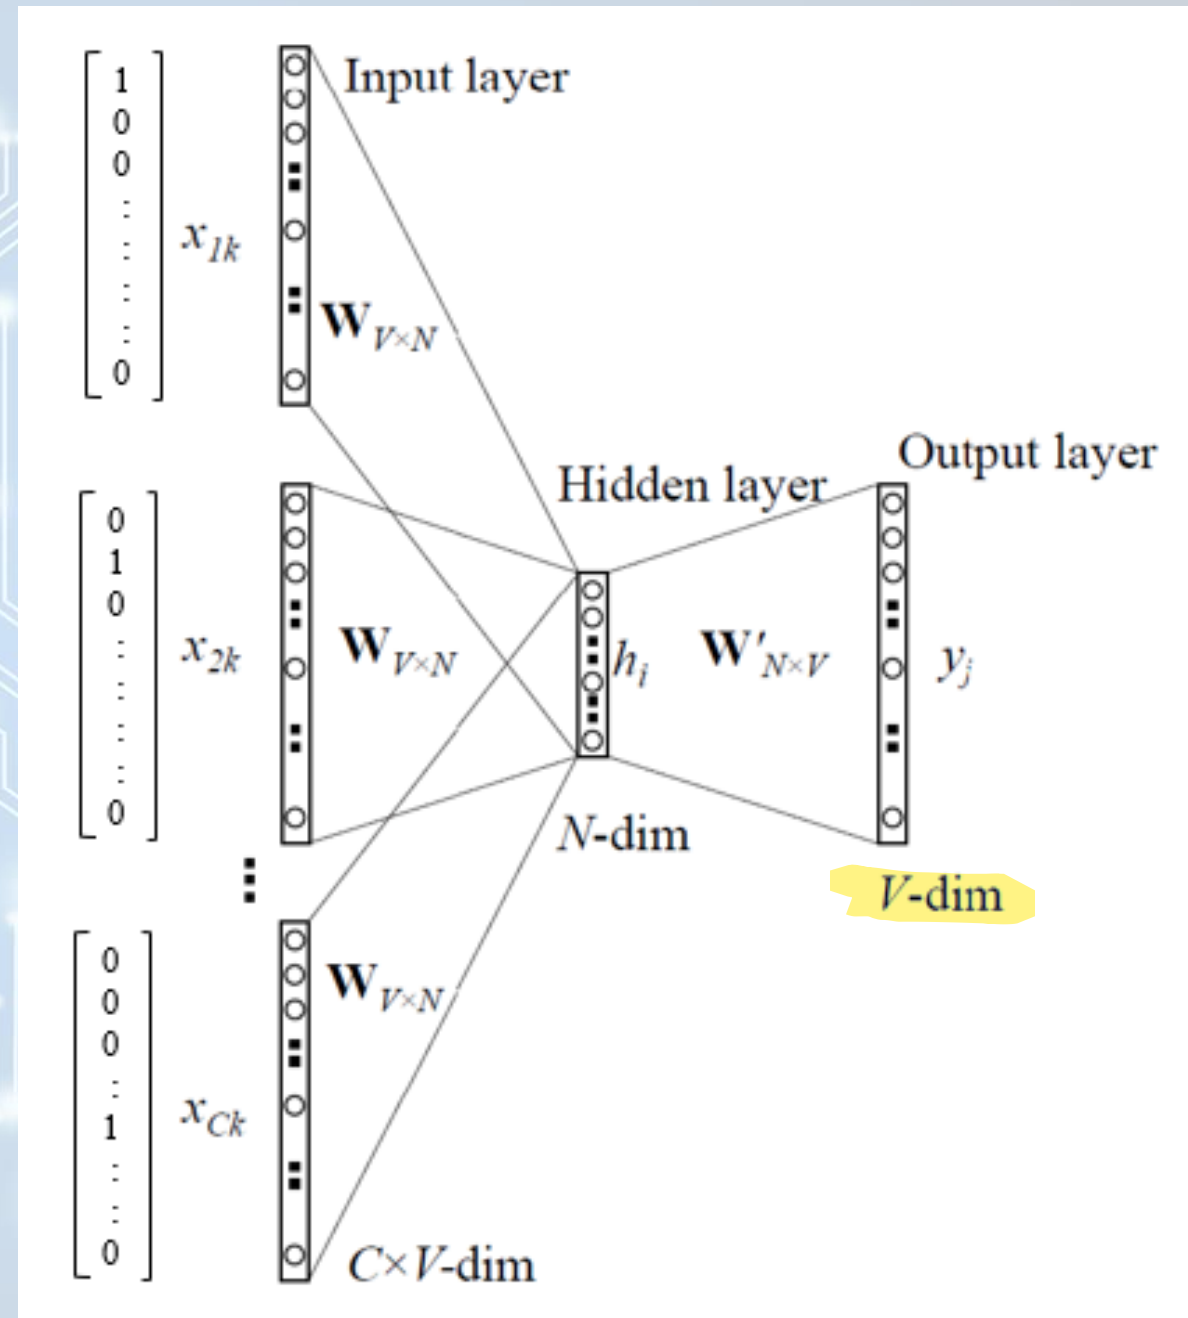 1
0
0
:
:
:
:
0
x1k
Input layer
WV×N
0
1
0
:
:
:
:
0
x2k
WV×N
Hidden layer
hi
N-dim
W'N×V
Output layer
yj
V-dim
0
0
0
:
1
:
:
0
xCk
WV×N
C×V-dim